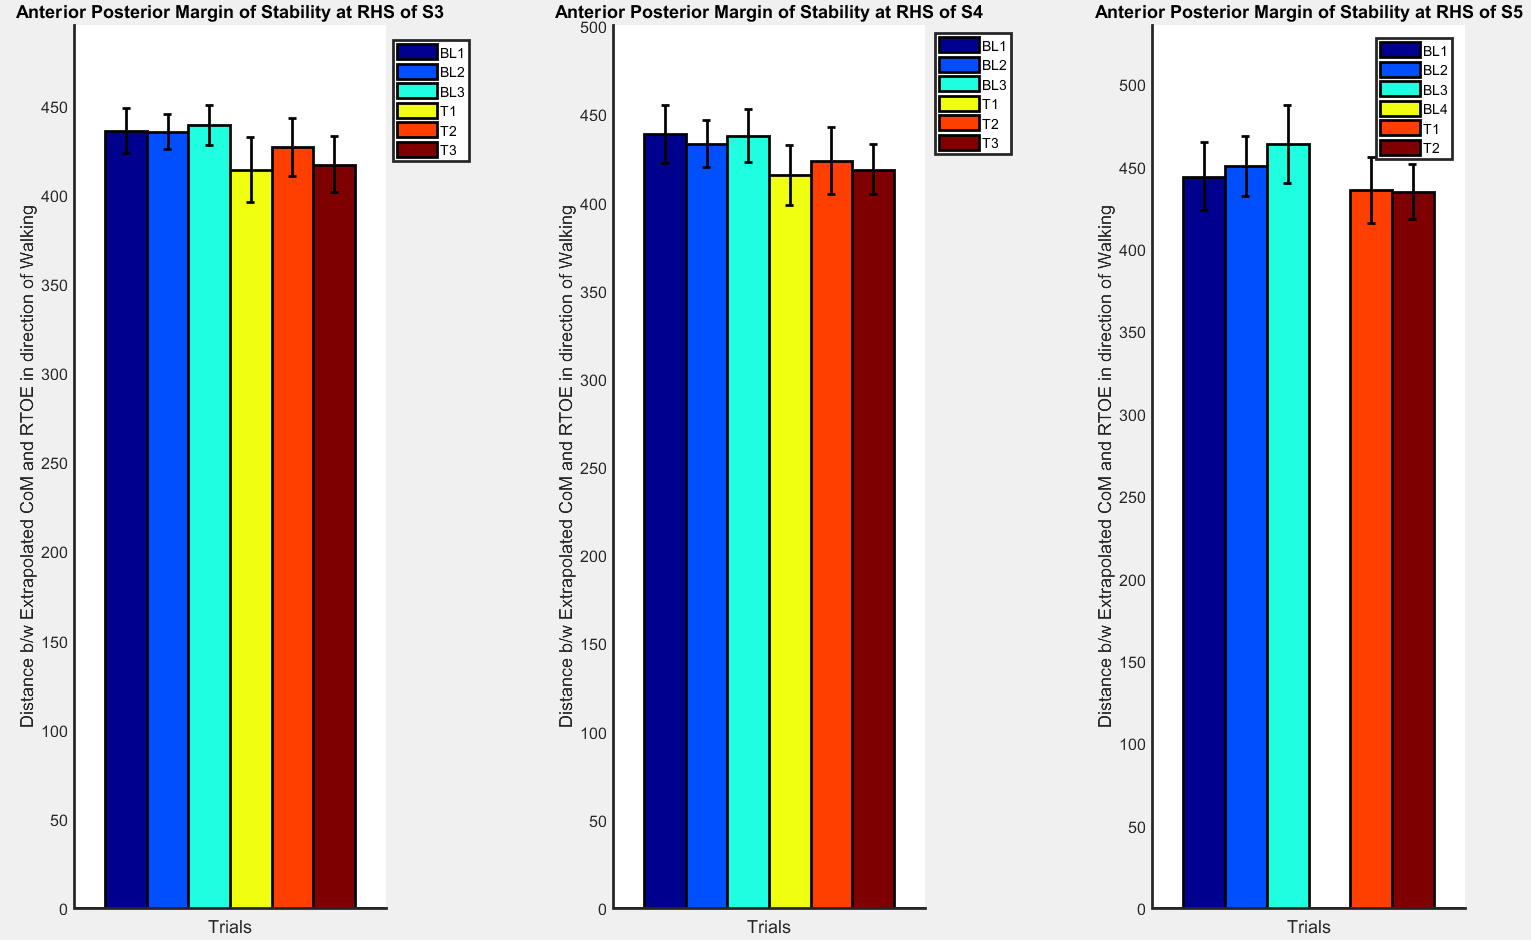 Anterior Posterior Margin of Stability at RHS of S3
450
400
350
300
250
200
150
100
50
0
Distance b/w Extrapolated CoM and RTOE in direction of Walking
Trials
BL1
BL2
BL3
T1
T2
T3
Anterior Posterior Margin of Stability at RHS of S4
500
450
400
350
300
250
200
150
100
50
0
Distance b/w Extrapolated CoM and RTOE in direction of Walking
Trials
BL1
BL2
BL3
T1
T2
T3
Anterior Posterior Margin of Stability at RHS of S5
500
450
400
350
300
250
200
150
100
50
0
Distance b/w Extrapolated CoM and RTOE in direction of Walking
Trials
BL1
BL2
BL3
BL4
T1
T2